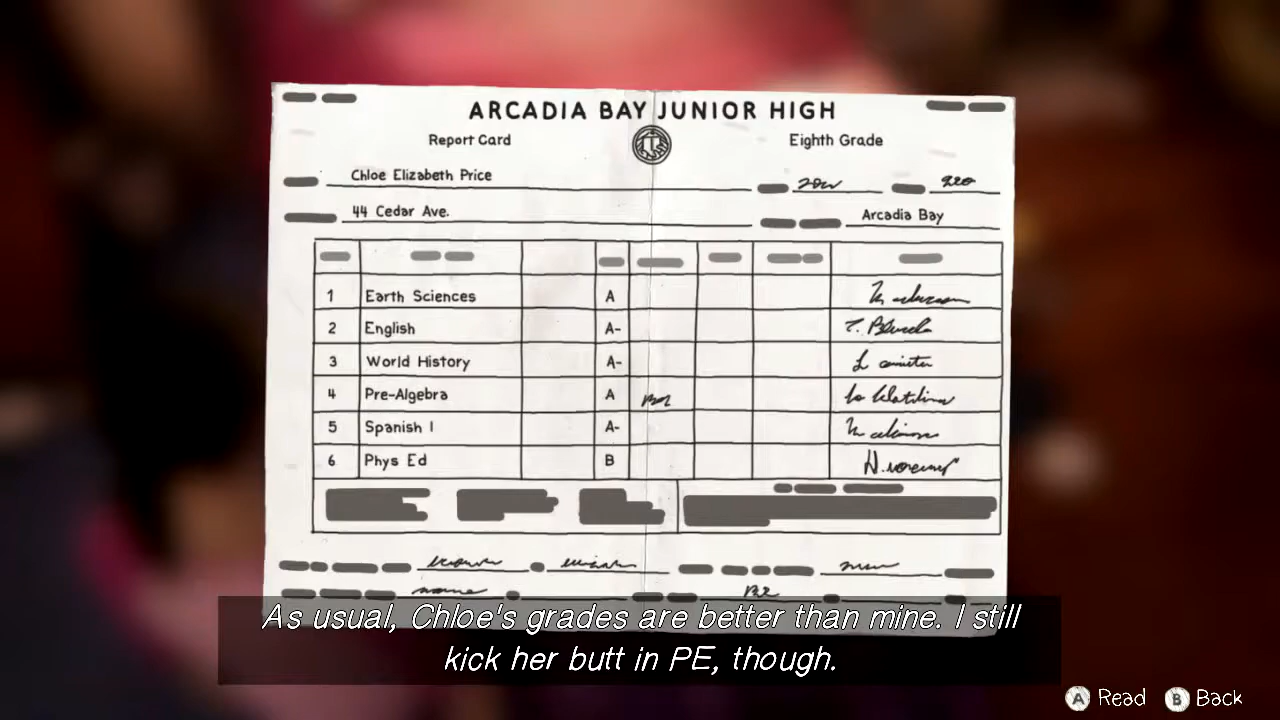 ARCADIA BAY JUNIOR HIGH
Report Card
Eighth Grade
Chloe Elizabeth Price
44 Cedar Ave.
Arcadia Bay
1 Earth Sciences A
2 English A-
3 World History A-
4 Pre-Algebra A
5 Spanish I A-
6 Phys Ed B
As usual, Chloe's grades are better than mine. I still
kick her butt in PE, though.
A Read B Back